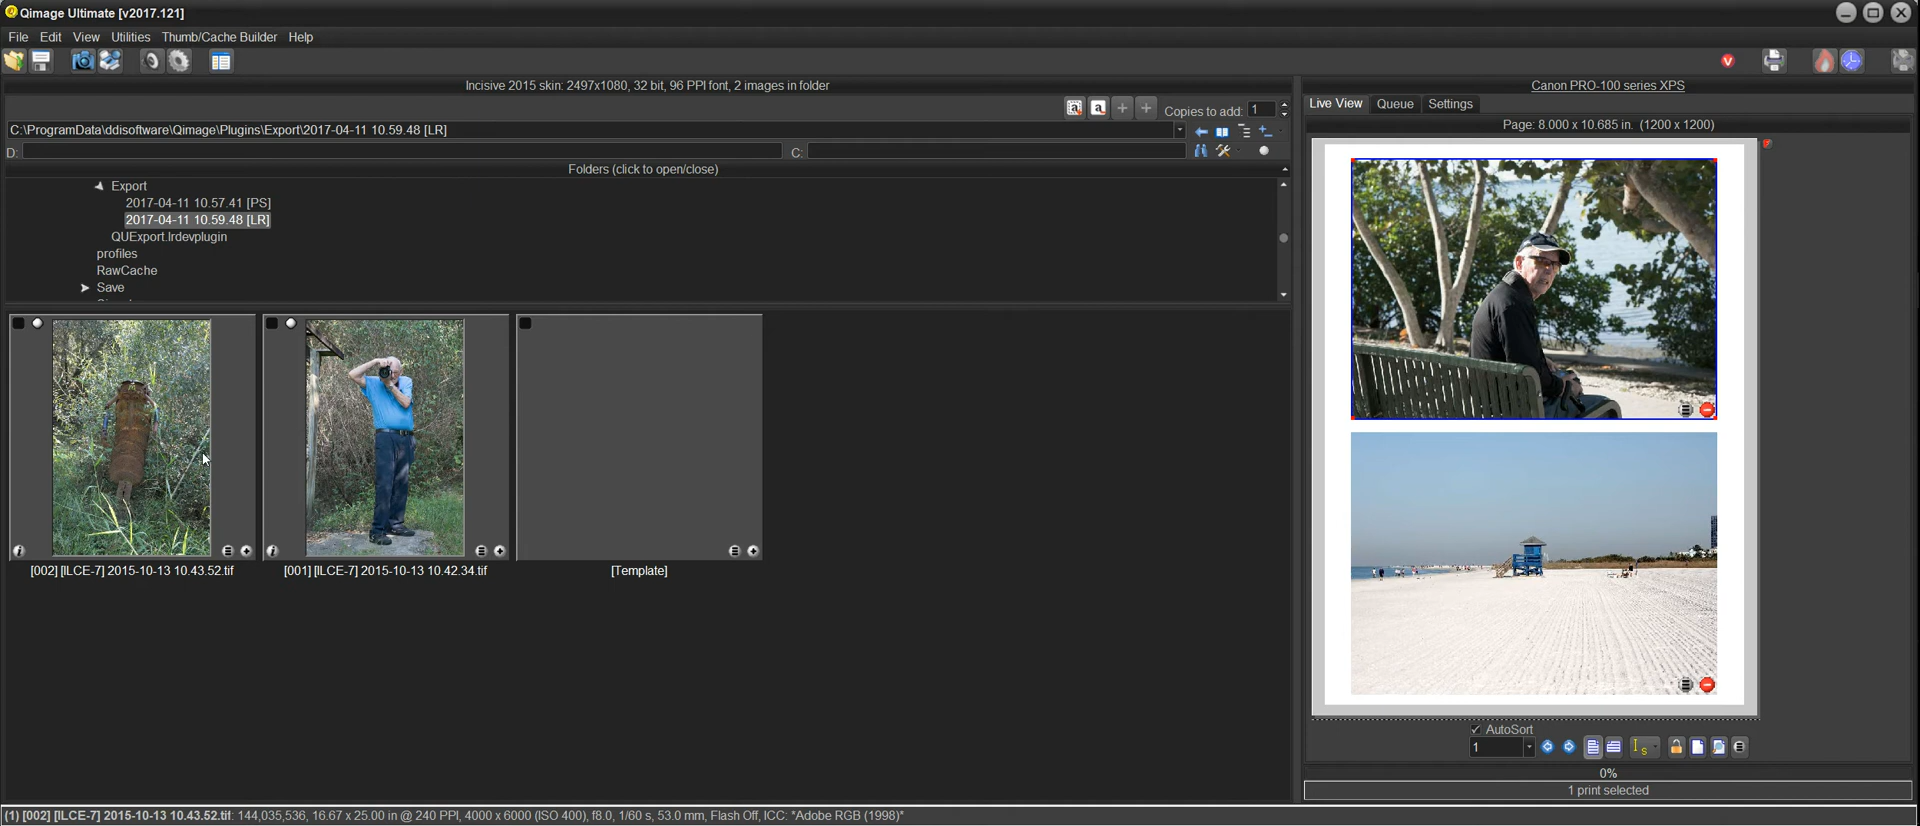 Qimage Ultimate [v2017.121]
File Edit View Utilities Thumb/Cache Builder Help
Incisive 2015 skin: 2497x1080, 32 bit, 96 PPI font, 2 images in folder
Canon PRO-100 series XPS
Live View Queue Settings
Copies to add: 1
Page: 8.000 x 10.685 in. (1200 x 1200)
C:\ProgramData\ddisoftware\Qimage\Plugins\Export\2017-04-11 10.59.48 [LR]
D: C:
Folders (click to open/close)
Export
2017-04-11 10.57.41 [PS]
2017-04-11 10.59.48 [LR]
QUExport.lrdevplugin
profiles
RawCache
Save
[002] [ILCE-7] 2015-10-13 10.43.52.tif
[001] [ILCE-7] 2015-10-13 10.42.34.tif
[Template]
AutoSort
1
0%
1 print selected
(1) [002] [ILCE-7] 2015-10-13 10.43.52.tif: 144,035,536, 16.67 x 25.00 in @ 240 PPI, 4000 x 6000 (ISO 400), f8.0, 1/60 s, 53.0 mm, Flash Off, ICC: *Adobe RGB (1998)*